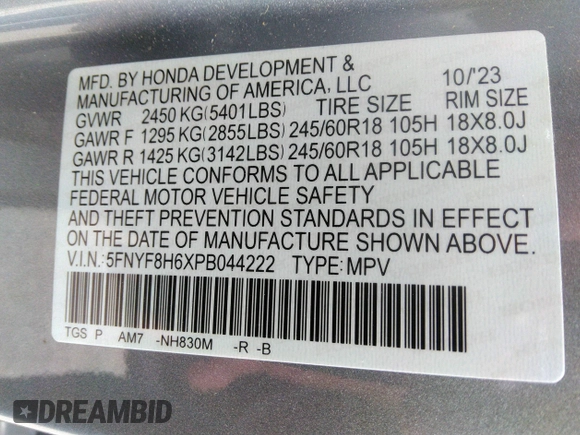 MFD. BY HONDA DEVELOPMENT &
MANUFACTURING OF AMERICA, LLC 10/'23
GVWR 2450 KG(5401LBS) TIRE SIZE RIM SIZE
GAWR F 1295 KG(2855LBS) 245/60R18 105H 18X8.0J
GAWR R 1425 KG(3142LBS) 245/60R18 105H 18X8.0J
THIS VEHICLE CONFORMS TO ALL APPLICABLE
FEDERAL MOTOR VEHICLE SAFETY
AND THEFT PREVENTION STANDARDS IN EFFECT
ON THE DATE OF MANUFACTURE SHOWN ABOVE.
V.I.N.:5FNYF8H6XPB044222 TYPE:MPV
TGS P AM7 -NH830M -R -B
DREAMBID